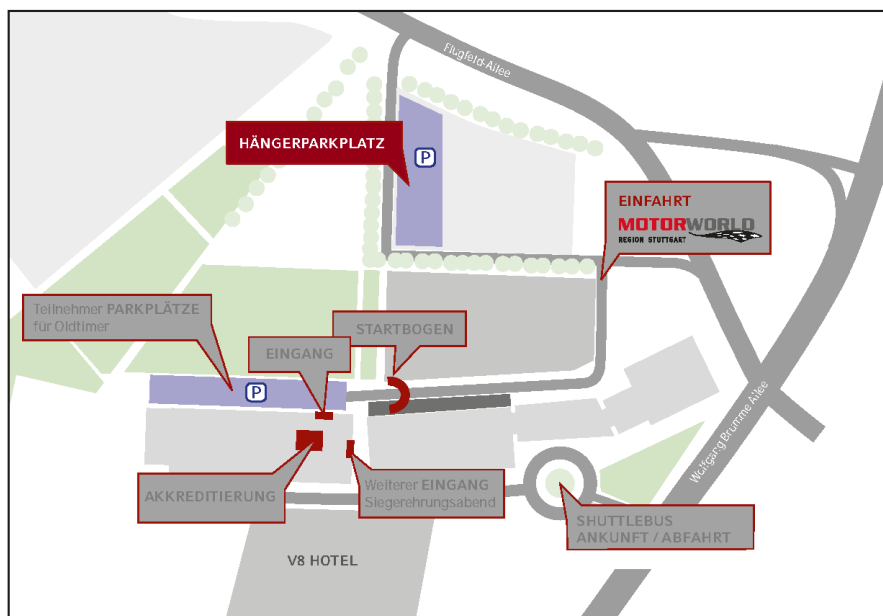 Flugfeld-Allee
HÄNGERPARKPLATZ
P
EINFAHRT
MOTORWORLD
REGION STUTTGART
Teilnehmer PARKPLÄTZE
für Oldtimer
STARTBOGEN
EINGANG
P
Wolfgang Brumme Allee
AKKREDITIERUNG
Weiterer EINGANG
Siegerehrungsabend
SHUTTLEBUS
ANKUNFT / ABFAHRT
V8 HOTEL